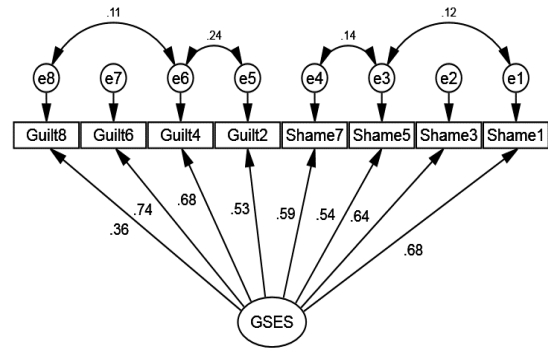 .11 .24 .14 .12
e8 e7 e6 e5 e4 e3 e2 e1
Guilt8 Guilt6 Guilt4 Guilt2 Shame7 Shame5 Shame3 Shame1
.36 .74 .68 .53 .59 .54 .64 .68
GSES